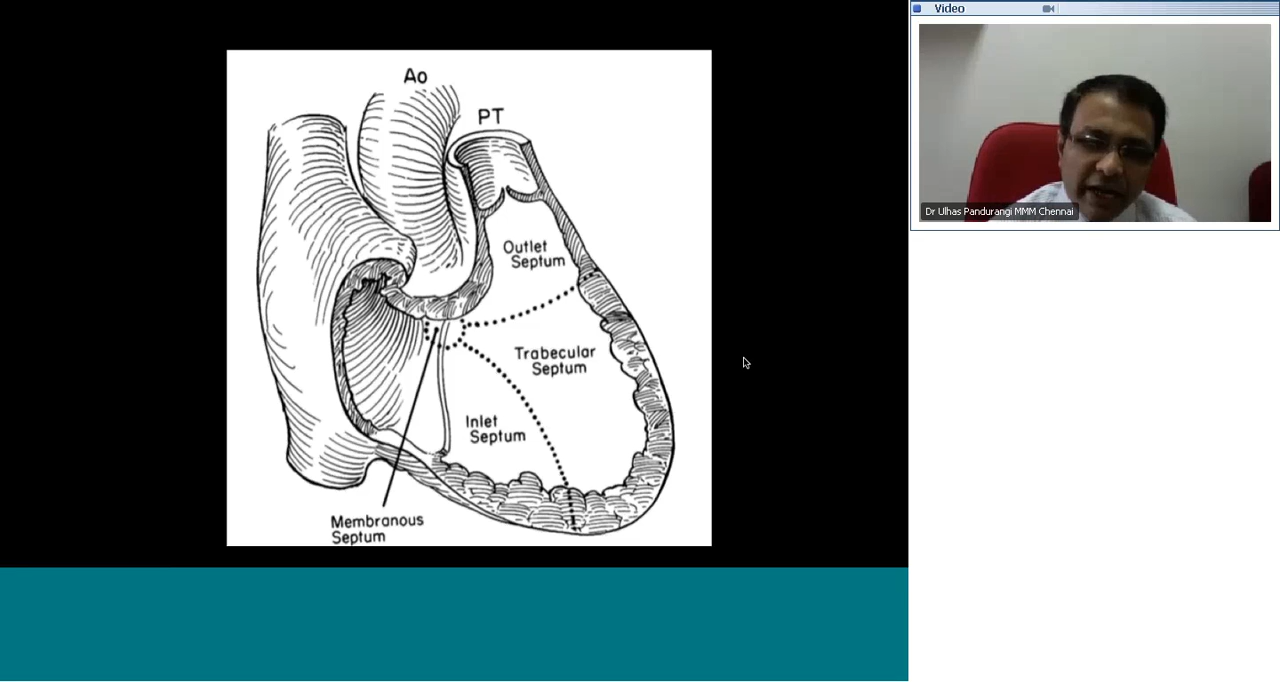 Ao
PT
Outlet
Septum
Trabecular
Septum
Inlet
Septum
Membranous
Septum
Video
Dr Ulhas Pandurangi MMM Chennai